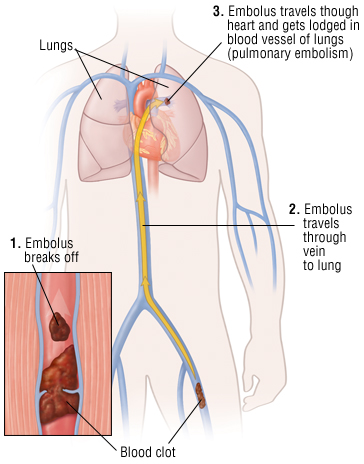 3. Embolus travels though
heart and gets lodged in
blood vessel of lungs
(pulmonary embolism)
Lungs
2. Embolus
travels
through
vein
to lung
1. Embolus
breaks off
Blood clot